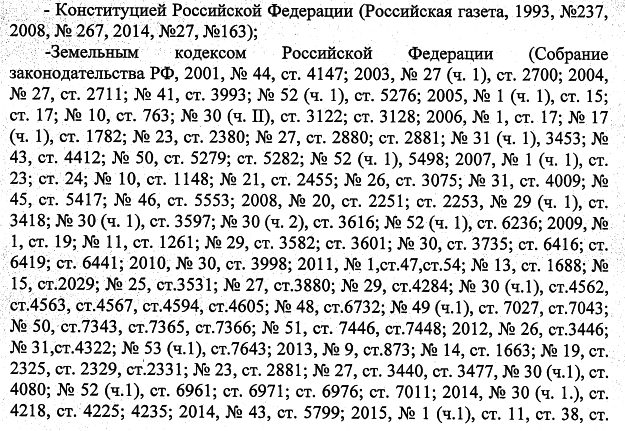 - Конституцией Российской Федерации (Российская газета, 1993, №237,
2008, № 267, 2014, №27, №163);
-Земельным кодексом Российской Федерации (Собрание
законодательства РФ, 2001, № 44, ст. 4147; 2003, № 27 (ч. 1), ст. 2700; 2004,
№ 27, ст. 2711; № 41, ст. 3993; № 52 (ч. 1), ст. 5276; 2005, № 1 (ч. 1), ст. 15;
ст. 17; № 10, ст. 763; № 30 (ч. II), ст. 3122; ст. 3128; 2006, № 1, ст. 17; № 17
(ч. 1), ст. 1782; № 23, ст. 2380; № 27, ст. 2880; ст. 2881; № 31 (ч. 1), 3453; №
43, ст. 4412; № 50, ст. 5279; ст. 5282; № 52 (ч. 1), 5498; 2007, № 1 (ч. 1), ст.
23; ст. 24; № 10, ст. 1148; № 21, ст. 2455; № 26, ст. 3075; № 31, ст. 4009; №
45, ст. 5417; № 46, ст. 5553; 2008, № 20, ст. 2251; ст. 2253, № 29 (ч. 1), ст.
3418; № 30 (ч. 1), ст. 3597; № 30 (ч. 2), ст. 3616; № 52 (ч. 1), ст. 6236; 2009, №
1, ст. 19; № 11, ст. 1261; № 29, ст. 3582; ст. 3601; № 30, ст. 3735; ст. 6416; ст.
6419; ст. 6441; 2010, № 30, ст. 3998; 2011, № 1,ст.47,ст.54; № 13, ст. 1688; №
15, ст.2029; № 25, ст.3531; № 27, ст.3880; № 29, ст.4284; № 30 (ч.1), ст.4562,
ст.4563, ст.4567, ст.4594, ст.4605; № 48, ст.6732; № 49 (ч.1), ст. 7027, ст.7043;
№ 50, ст.7343, ст.7365, ст.7366; № 51, ст. 7446, ст.7448; 2012, № 26, ст.3446;
№ 31,ст.4322; № 53 (ч.1), ст.7643; 2013, № 9, ст.873; № 14, ст. 1663; № 19, ст.
2325, ст. 2329, ст.2331; № 23, ст. 2881; № 27, ст. 3440, ст. 3477, № 30 (ч.1), ст.
4080; № 52 (ч.1), ст. 6961; ст. 6971; ст. 6976; ст. 7011; 2014, № 30 (ч. 1.), ст.
4218, ст. 4225; 4235; 2014, № 43, ст. 5799; 2015, № 1 (ч.1), ст. 11, ст. 38, ст.